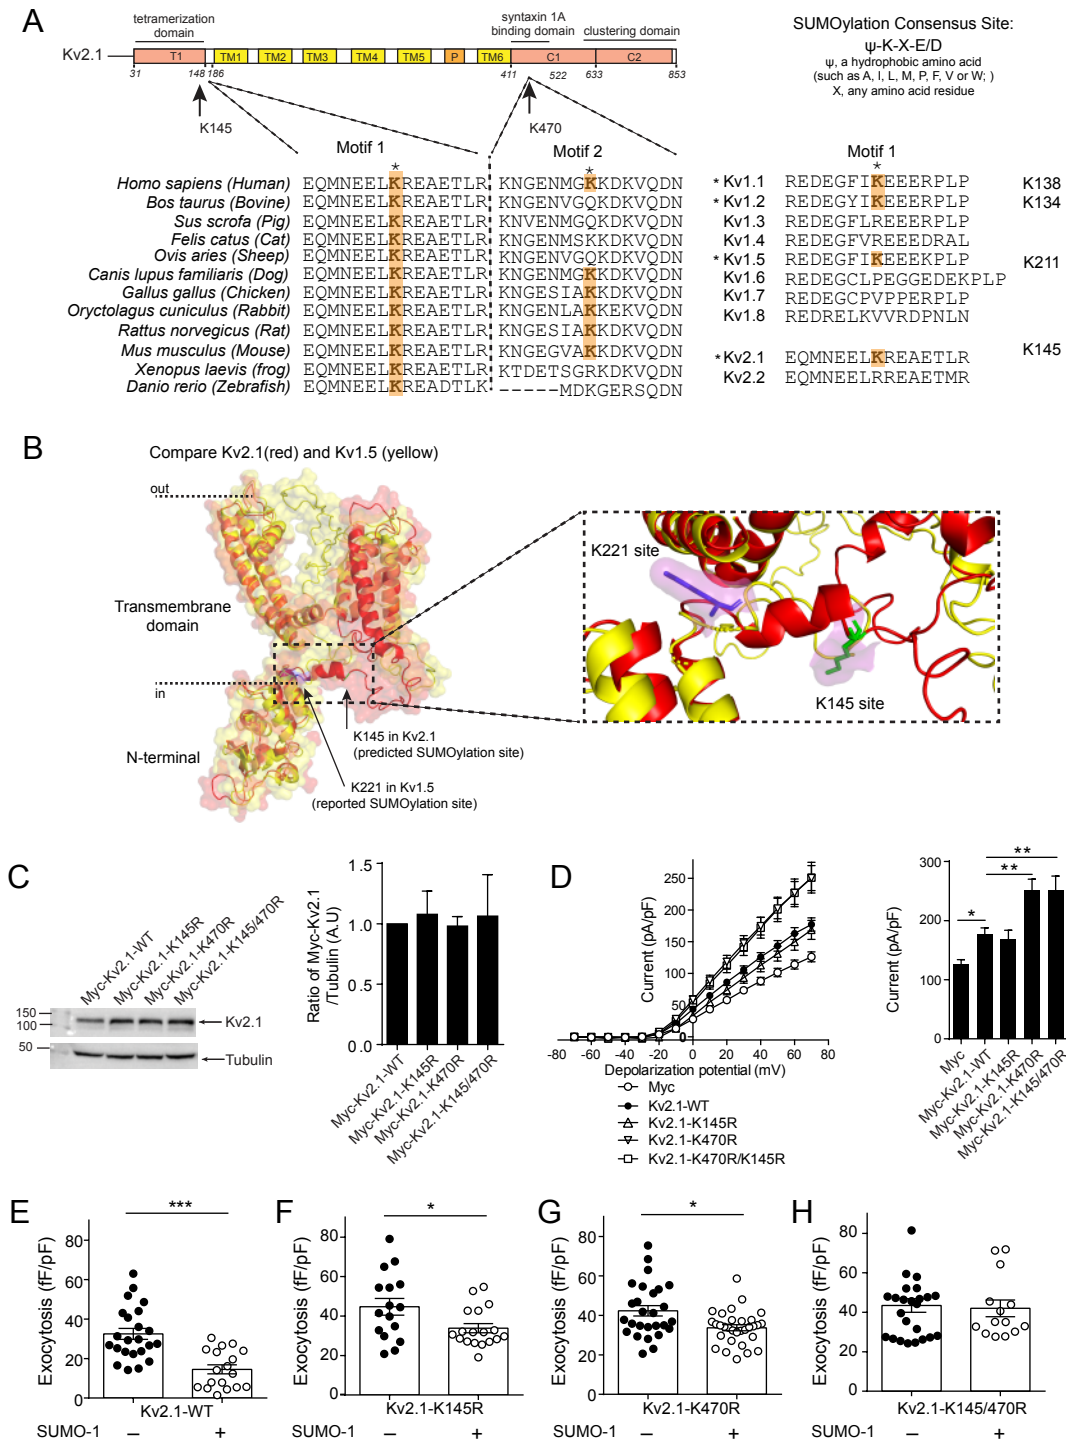 A
tetramerization domain
syntaxin 1A binding domain
clustering domain
Kv2.1
T1 TM1 TM2 TM3 TM4 TM5 P TM6 C1 C2
31 148 186 411 522 633 853
K145
K470
SUMOylation Consensus Site:
ψ-K-X-E/D
ψ, a hydrophobic amino acid
(such as A, I, L, M, P, F, V or W; )
X, any amino acid residue
Motif 1
Motif 2
Motif 1
* * *
Homo sapiens (Human) EQMNEELKREAETLR KNGENMGKKDKVQDN
Bos taurus (Bovine) EQMNEELKREAETLR KNGENVGQKDKVQDN
Sus scrofa (Pig) EQMNEELKREAETLR KNVENMGQKDKVQDN
Felis catus (Cat) EQMNEELKREAETLR KNGENMSKKDKVQDN
Ovis aries (Sheep) EQMNEELKREAETLR KNGENVGQKDKVQDN
Canis lupus familiaris (Dog) EQMNEELKREAETLR KNGENMGKKDKVQDN
Gallus gallus (Chicken) EQMNEELKREAETLR KNGESIAKKDKVQDN
Oryctolagus cuniculus (Rabbit) EQMNEELKREAETLR KNGENLAKKEKVQDN
Rattus norvegicus (Rat) EQMNEELKREAETLR KNGESIAKKDKVQDN
Mus musculus (Mouse) EQMNEELKREAETLR KNGEGVAKKDKVQDN
Xenopus laevis (frog) EQMNEELKREAETLR KTDETSGRKDKVQDN
Danio rerio (Zebrafish) EQMNEELKREADTLK -----MDKGERSQDN
* Kv1.1 REDEGFIKEEERPLP K138
* Kv1.2 REDEGYIKEEERPLP K134
Kv1.3 REDEGFLREEERPLP
Kv1.4 REDEGFVREEEDRAL
* Kv1.5 REDEGFIKEEEKPLP K211
Kv1.6 REDEGCLPEGGEDEKPLP
Kv1.7 REDEGCPVPPERPLP
Kv1.8 REDRELKVVRDPNLN
* Kv2.1 EQMNEELKREAETLR K145
Kv2.2 EQMNEELRREAETMR
B
Compare Kv2.1(red) and Kv1.5 (yellow)
out
Transmembrane domain
in
N-terminal
K145 in Kv2.1
(predicted SUMOylation site)
K221 in Kv1.5
(reported SUMOylation site)
K221 site
K145 site
C
Myc-Kv2.1-WT
Myc-Kv2.1-K145R
Myc-Kv2.1-K470R
Myc-Kv2.1-K145/470R
150
100
Kv2.1
50
Tubulin
Ratio of Myc-Kv2.1
/Tubulin (A.U)
1.5
1.0
0.5
0.0
Myc-Kv2.1-WT
Myc-Kv2.1-K145R
Myc-Kv2.1-K470R
Myc-Kv2.1-K145/470R
D
Current (pA/pF)
300
250
200
150
100
50
0
-80 -60 -40 -20 0 20 40 60 80
Depolarization potential (mV)
Myc
Kv2.1-WT
Kv2.1-K145R
Kv2.1-K470R
Kv2.1-K470R/K145R
Current (pA/pF)
300
200
100
0
*
**
**
Myc
Myc-Kv2.1-WT
Myc-Kv2.1-K145R
Myc-Kv2.1-K470R
Myc-Kv2.1-K145/470R
E
Exocytosis (fF/pF)
80
60
40
20
0
***
Kv2.1-WT
SUMO-1 – +
F
Exocytosis (fF/pF)
80
60
40
20
0
*
Kv2.1-K145R
– +
G
Exocytosis (fF/pF)
80
60
40
20
0
*
Kv2.1-K470R
SUMO-1 – +
H
Exocytosis (fF/pF)
80
60
40
20
0
Kv2.1-K145/470R
– +